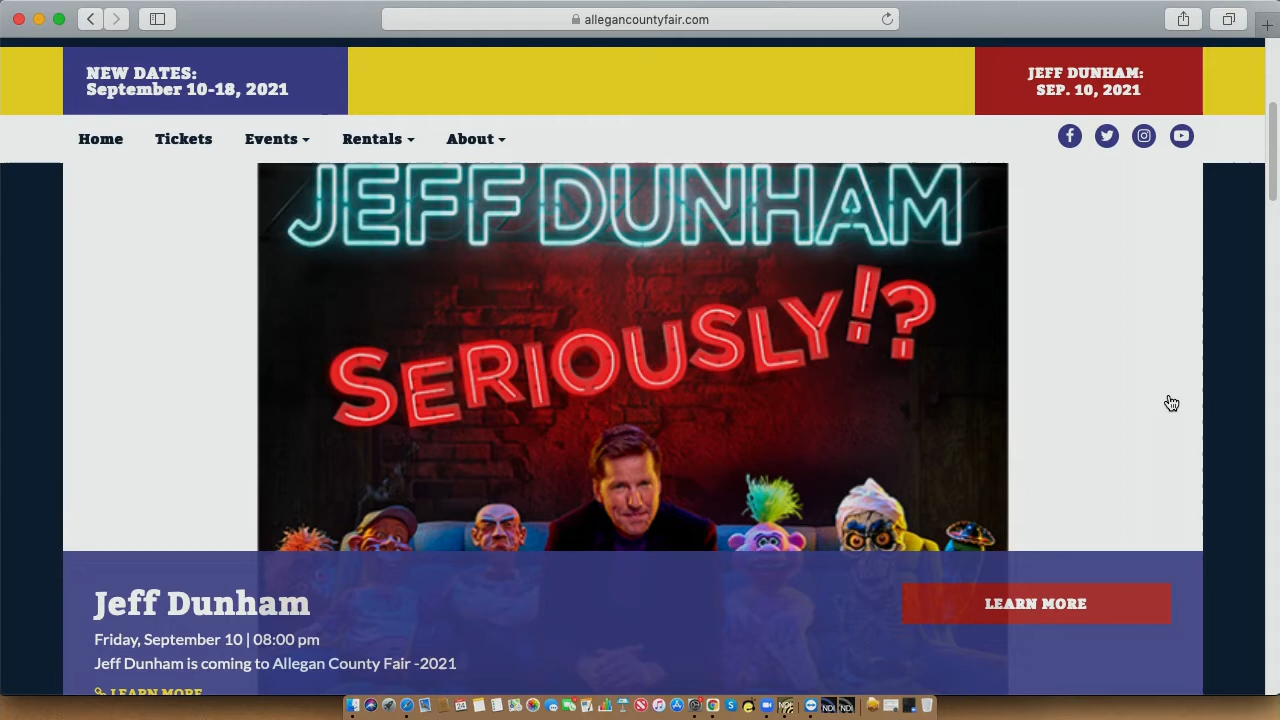 allegancountyfair.com
NEW DATES:
September 10-18, 2021
JEFF DUNHAM:
SEP. 10, 2021
Home Tickets Events Rentals About
JEFF DUNHAM
SERIOUSLY!?
Jeff Dunham
Friday, September 10 | 08:00 pm
Jeff Dunham is coming to Allegan County Fair -2021
LEARN MORE
LEARN MORE